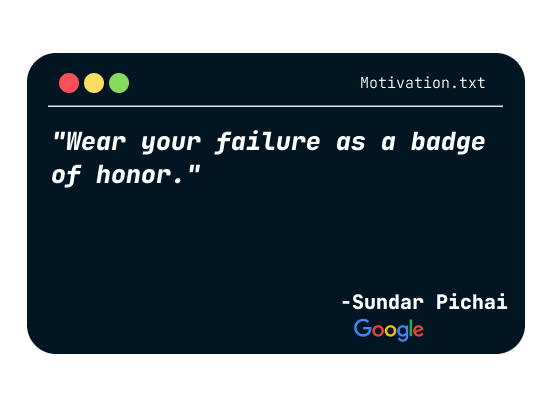 Motivation.txt
"Wear your failure as a badge
of honor."
-Sundar Pichai
Google